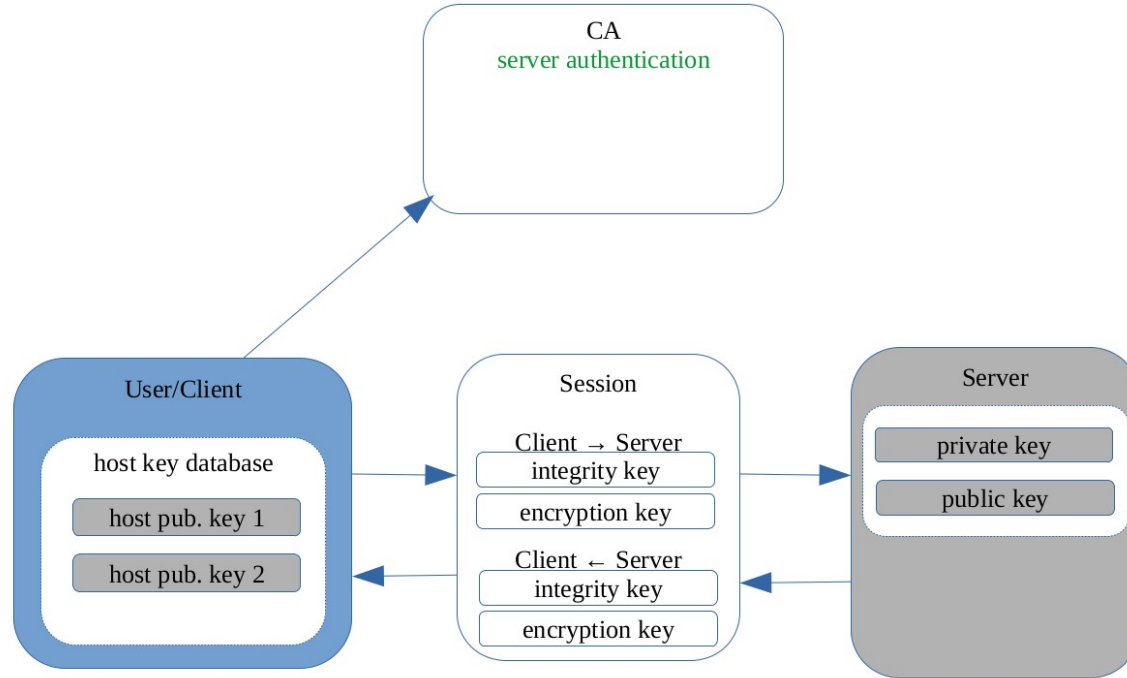 CA
server authentication
User/Client
host key database
host pub. key 1
host pub. key 2
Session
Client → Server
integrity key
encryption key
Client ← Server
integrity key
encryption key
Server
private key
public key